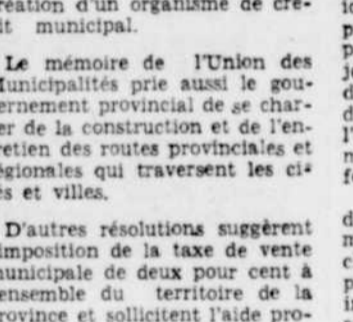 réation d'un organisme de cré-
it municipal.
Le mémoire de l'Union des
Municipalités prie aussi le gou-
ernement provincial de se char-
er de la construction et de l'en-
retien des routes provinciales et
égionales qui traversent les ci-
és et villes.
D'autres résolutions suggèrent
imposition de la taxe de vente
municipale de deux pour cent à
ensemble du territoire de la
rovince et sollicitent l'aide pro-